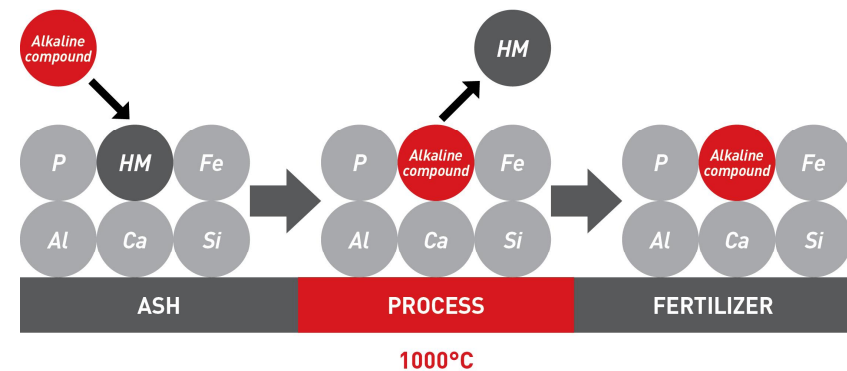 Alkaline
compound
HM
P HM Fe
P Alkaline
compound Fe
P Alkaline
compound Fe
Al Ca Si
Al Ca Si
Al Ca Si
ASH
PROCESS
FERTILIZER
1000°C